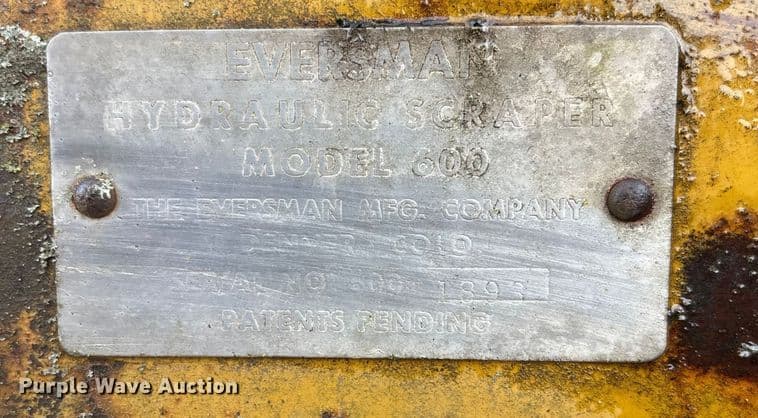 EVERSMAN
HYDRAULIC SCRAPER
MODEL 600
THE EVERSMAN MFG. COMPANY
DENVER, COLO
SERIAL NO 600- 1893
PATENTS PENDING
Purple Wave Auction